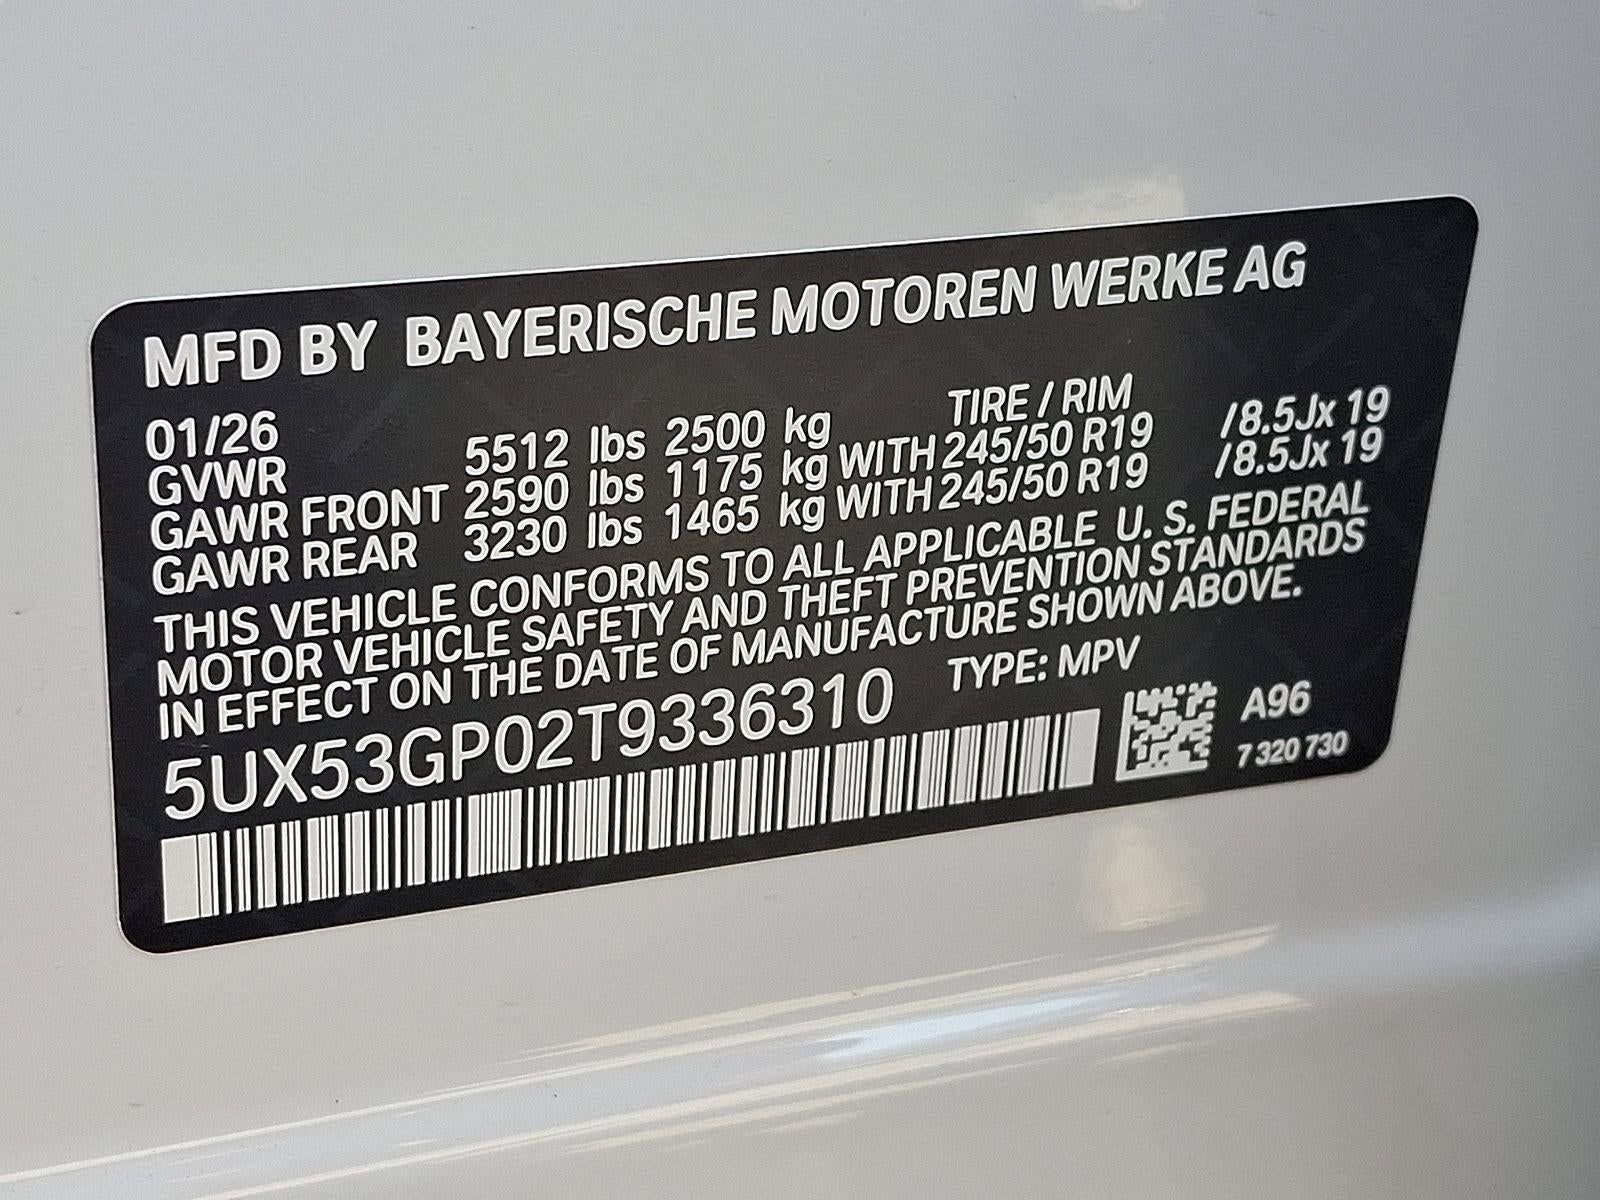 MFD BY BAYERISCHE MOTOREN WERKE AG
01/26 TIRE / RIM
GVWR 5512 lbs 2500 kg
GAWR FRONT 2590 lbs 1175 kg WITH 245/50 R19 /8.5Jx 19
GAWR REAR 3230 lbs 1465 kg WITH 245/50 R19 /8.5Jx 19
THIS VEHICLE CONFORMS TO ALL APPLICABLE U. S. FEDERAL
MOTOR VEHICLE SAFETY AND THEFT PREVENTION STANDARDS
IN EFFECT ON THE DATE OF MANUFACTURE SHOWN ABOVE.
5UX53GP02T9336310 TYPE: MPV
A96
7 320 730